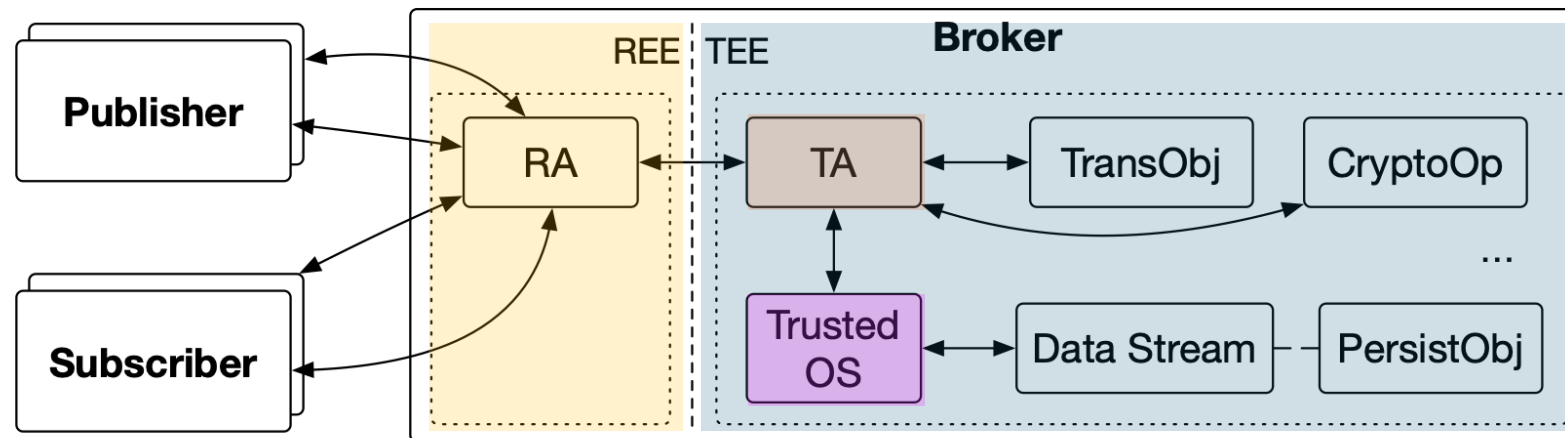 Broker
REE
TEE
Publisher
RA
TA
TransObj
CryptoOp
...
Subscriber
Trusted
OS
Data Stream
PersistObj